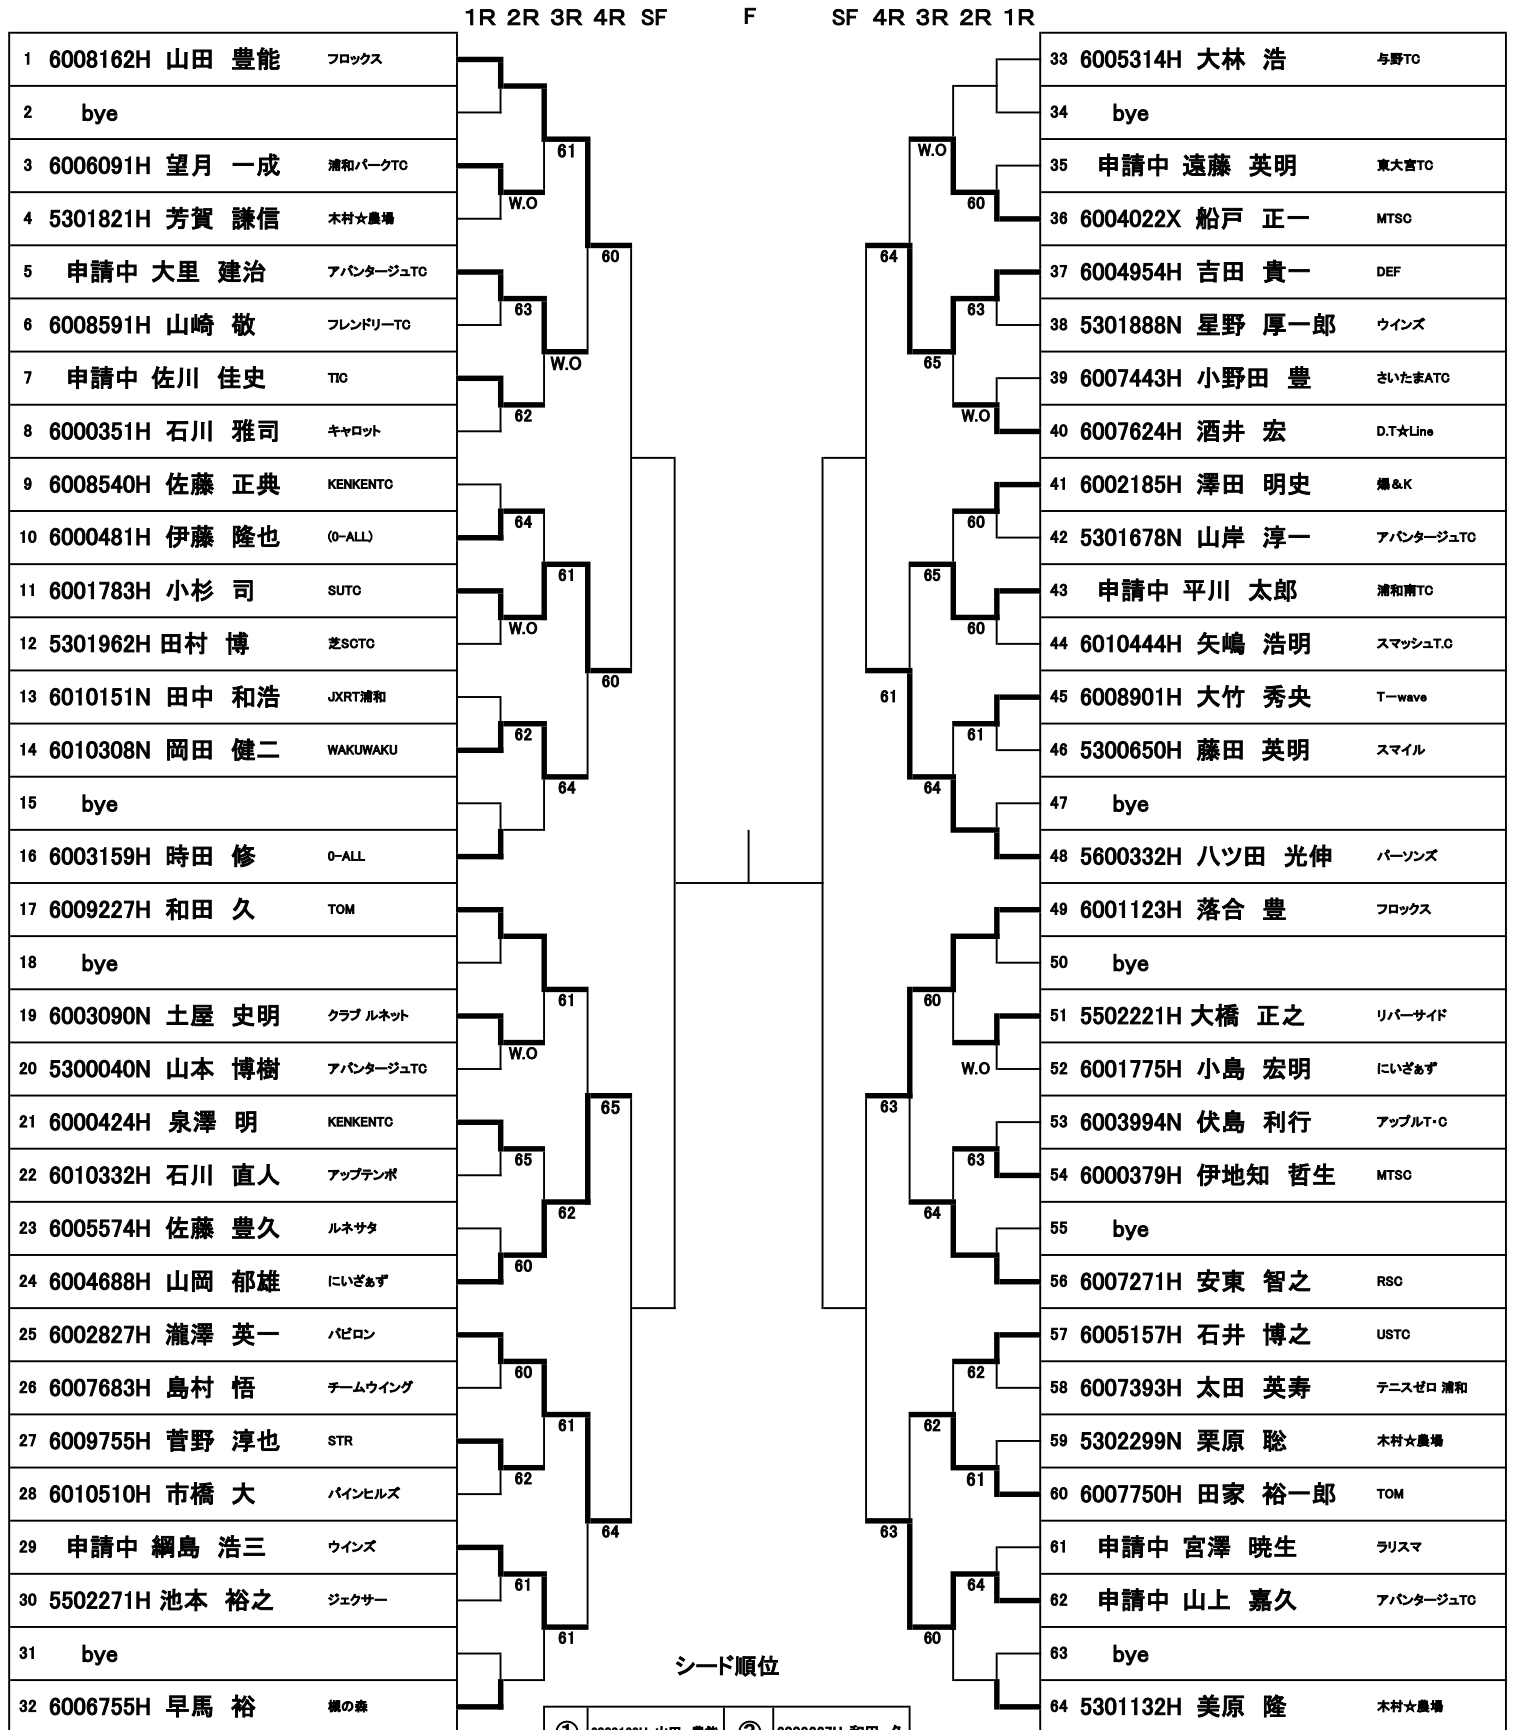 1R 2R 3R 4R SF F SF 4R 3R 2R 1R
1 6008162H 山田 豊能 フロックス
2 bye
3 6006091H 望月 一成 浦和パークTC
4 5301821H 芳賀 謙信 木村☆農場
5 申請中 大里 建治 アバンタージュTC
6 6008591H 山崎 敬 フレンドリーTC
7 申請中 佐川 佳史 TIC
8 6000351H 石川 雅司 キャロット
9 6008540H 佐藤 正典 KENKENTC
10 6000481H 伊藤 隆也 (O-ALL)
11 6001783H 小杉 司 SUTC
12 5301962H 田村 博 芝SCTC
13 6010151N 田中 和浩 JXRT浦和
14 6010308N 岡田 健二 WAKUWAKU
15 bye
16 6003159H 時田 修 O-ALL
17 6009227H 和田 久 TOM
18 bye
19 6003090N 土屋 史明 クラブ ルネット
20 5300040N 山本 博樹 アバンタージュTC
21 6000424H 泉澤 明 KENKENTC
22 6010332H 石川 直人 アップテンポ
23 6005574H 佐藤 豊久 ルネサタ
24 6004688H 山岡 郁雄 にいざぁず
25 6002827H 瀧澤 英一 バビロン
26 6007683H 島村 悟 チームウイング
27 6009755H 菅野 淳也 STR
28 6010510H 市橋 大 パインヒルズ
29 申請中 綱島 浩三 ウインズ
30 5502271H 池本 裕之 ジェクサー
31 bye
32 6006755H 早馬 裕 欅の森
W.O
63
62
64
W.O
62
W.O
65
60
60
62
61
61
W.O
61
64
61
62
61
61
60
60
65
64
33 6005314H 大林 浩 与野TC
34 bye
35 申請中 遠藤 英明 東大宮TC
36 6004022X 船戸 正一 MTSC
37 6004954H 吉田 貴一 DEF
38 5301888N 星野 厚一郎 ウインズ
39 6007443H 小野田 豊 さいたまATC
40 6007624H 酒井 宏 D.T☆Line
41 6002185H 澤田 明史 爆&K
42 5301678N 山岸 淳一 アバンタージュTC
43 申請中 平川 太郎 浦和南TC
44 6010444H 矢嶋 浩明 スマッシュT.C
45 6008901H 大竹 秀央 T-wave
46 5300650H 藤田 英明 スマイル
47 bye
48 5600332H 八ツ田 光伸 パーソンズ
49 6001123H 落合 豊 フロックス
50 bye
51 5502221H 大橋 正之 リバーサイド
52 6001775H 小島 宏明 にいざぁず
53 6003994N 伏島 利行 アップルT・C
54 6000379H 伊地知 哲生 MTSC
55 bye
56 6007271H 安東 智之 RSC
57 6005157H 石井 博之 USTC
58 6007393H 太田 英寿 テニスゼロ 浦和
59 5302299N 栗原 聡 木村☆農場
60 6007750H 田家 裕一郎 TOM
61 申請中 宮澤 暁生 ラリスマ
62 申請中 山上 嘉久 アバンタージュTC
63 bye
64 5301132H 美原 隆 木村☆農場
60
63
W.O
60
60
61
W.O
63
62
61
64
W.O
65
65
64
60
64
62
60
64
61
63
63
シード順位
① 6008162H 山田 豊能 ② 6009227H 和田 久